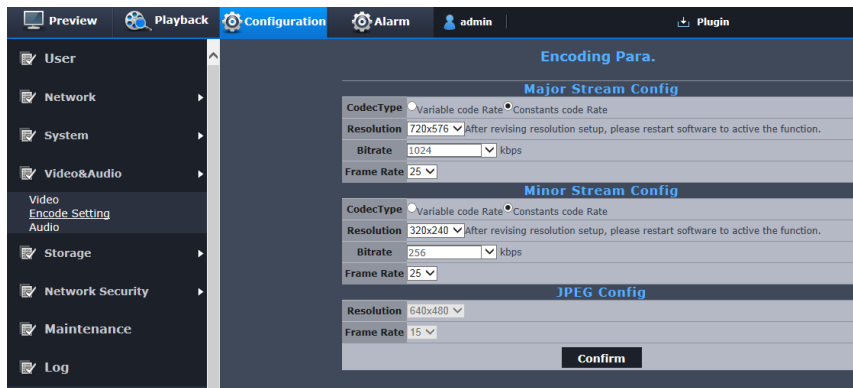 Preview Playback Configuration Alarm admin Plugin
User
Network
System
Video&Audio
Video
Encode Setting
Audio
Storage
Network Security
Maintenance
Log
Encoding Para.
Major Stream Config
CodecType Variable code Rate Constants code Rate
Resolution 720x576 After revising resolution setup, please restart software to active the function.
Bitrate 1024 kbps
Frame Rate 25
Minor Stream Config
CodecType Variable code Rate Constants code Rate
Resolution 320x240 After revising resolution setup, please restart software to active the function.
Bitrate 256 kbps
Frame Rate 25
JPEG Config
Resolution 640x480
Frame Rate 15
Confirm